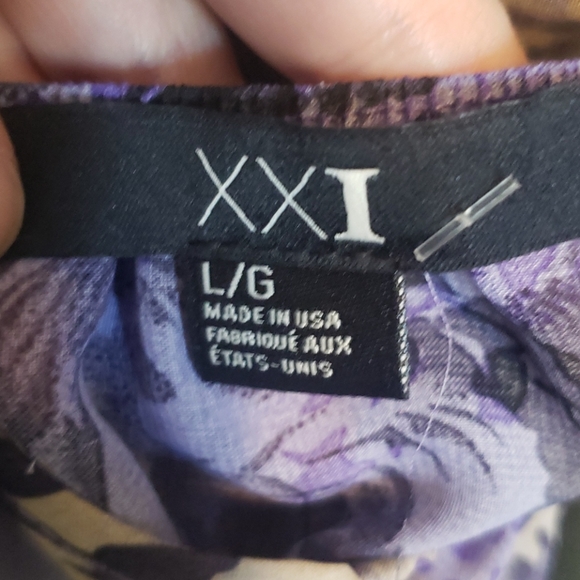 XXI
L/G
MADE IN USA
FABRIQUÉ AUX
ÉTATS-UNIS